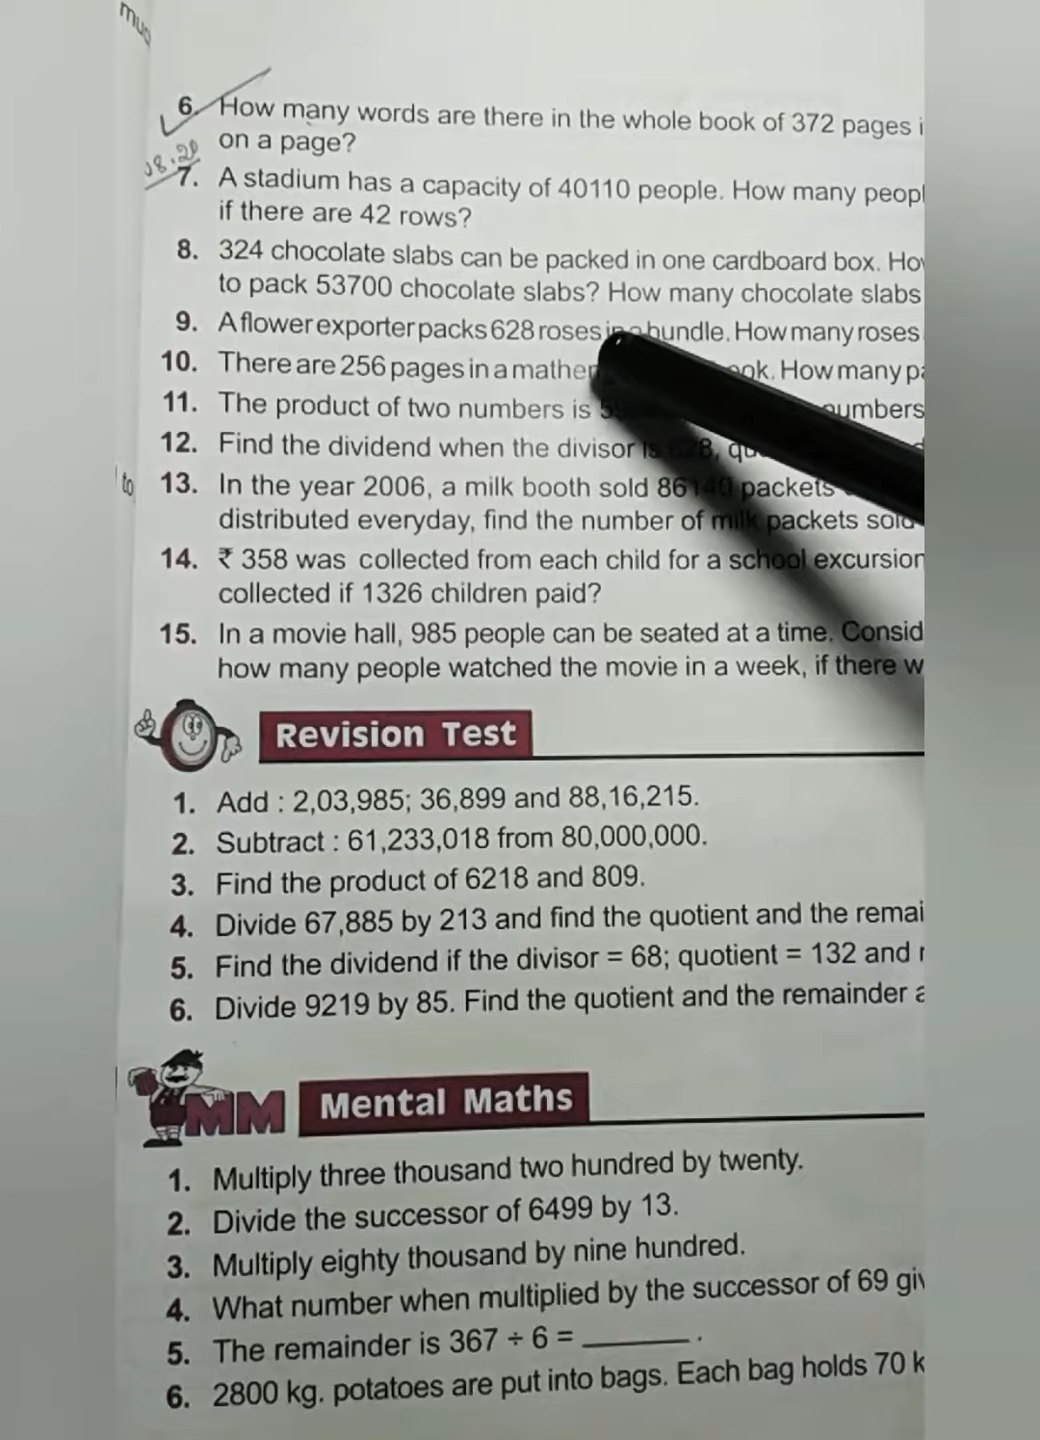 6. How many words are there in the whole book of 372 pages
on a page?
08.20
7. A stadium has a capacity of 40110 people. How many
if there are 42 rows?
8. 324 chocolate slabs can be packed in one cardboard box.
to pack 53700 chocolate slabs? How many chocolate slabs
9. A flower exporter packs 628 roses in a bundle. How many roses
10. There are 256 pages in a How many
11. The product of two numbers is numbers
12. Find the dividend when the divisor is
to
13. In the year 2006, a milk booth sold 86140 packets
distributed everyday, find the number of milk packets sold
14. ₹ 358 was collected from each child for a school excursion
collected if 1326 children paid?
15. In a movie hall, 985 people can be seated at a time.
how many people watched the movie in a week, if there
Revision Test
1. Add : 2,03,985; 36,899 and 88,16,215.
2. Subtract : 61,233,018 from 80,000,000.
3. Find the product of 6218 and 809.
4. Divide 67,885 by 213 and find the quotient and the
5. Find the dividend if the divisor = 68; quotient = 132 and
6. Divide 9219 by 85. Find the quotient and the remainder
MM Mental Maths
1. Multiply three thousand two hundred by twenty.
2. Divide the successor of 6499 by 13.
3. Multiply eighty thousand by nine hundred.
4. What number when multiplied by the successor of 69
5. The remainder is 367 ÷ 6 = ______ .
6. 2800 kg. potatoes are put into bags. Each bag holds 70